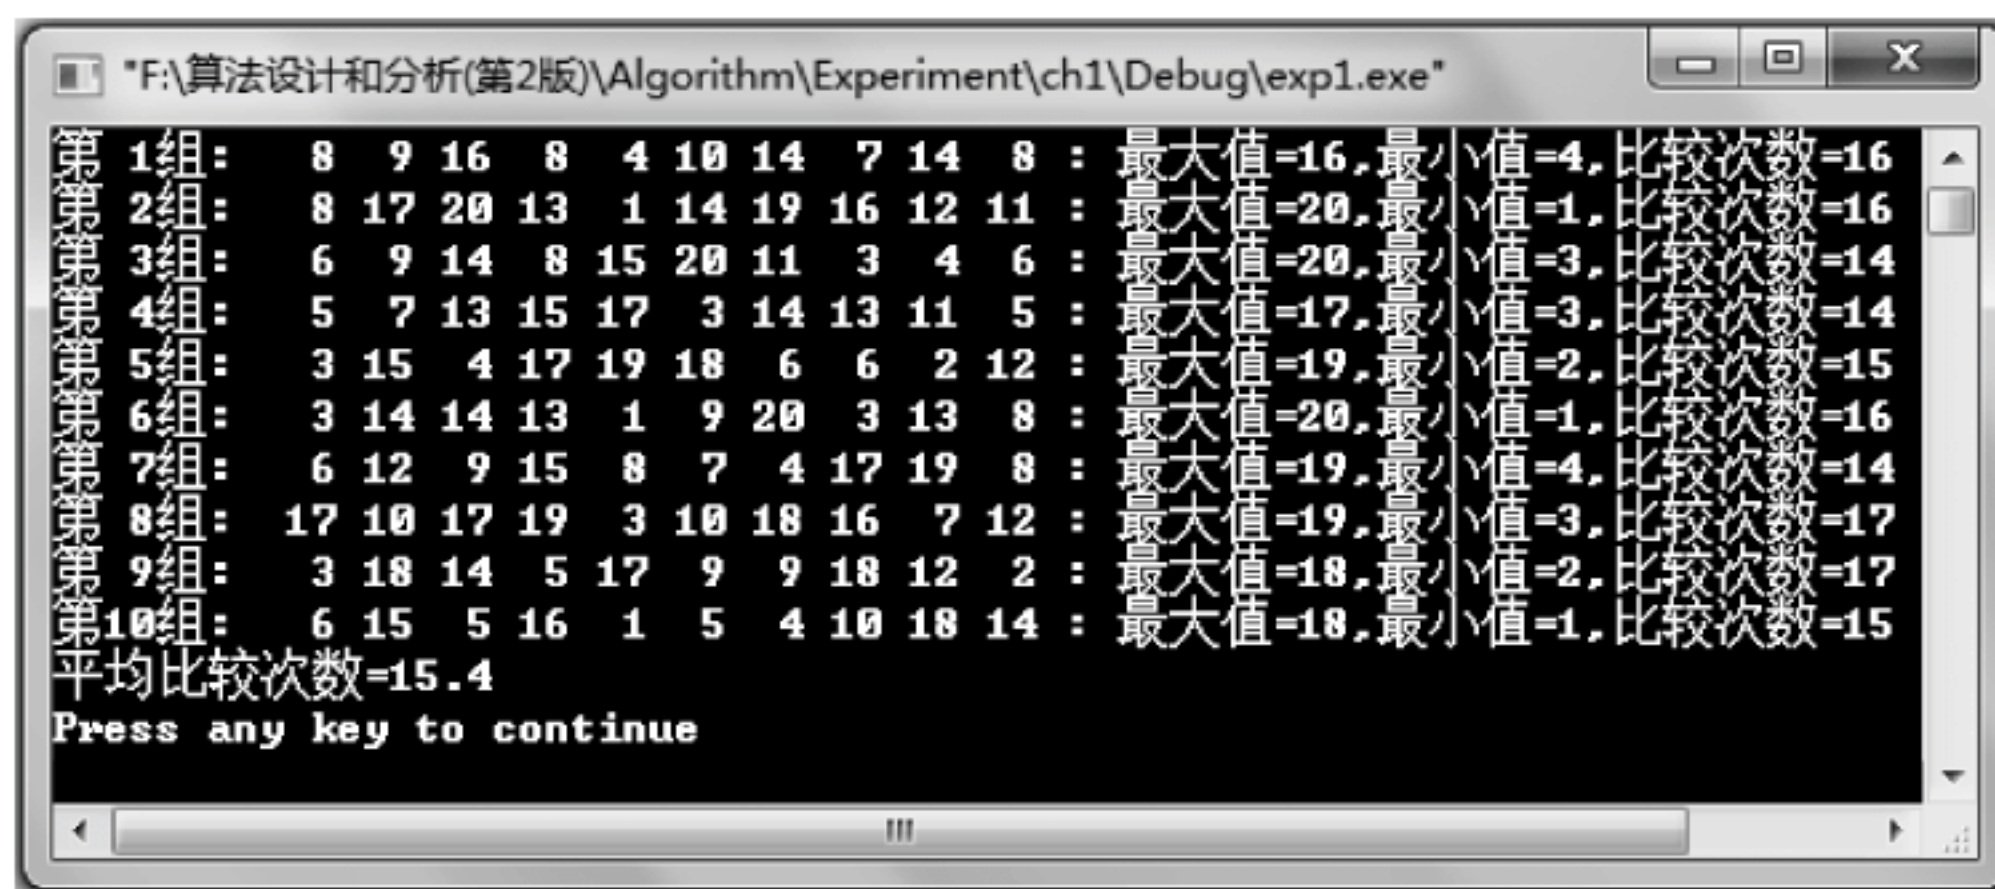 "F:\算法设计和分析(第2版)\Algorithm\Experiment\ch1\Debug\exp1.exe"
第 1组: 8 9 16 8 4 10 14 7 14 8 : 最大值=16,最小值=4,比较次数=16
第 2组: 8 17 20 13 1 14 19 16 12 11 : 最大值=20,最小值=1,比较次数=16
第 3组: 6 9 14 8 15 20 11 3 4 6 : 最大值=20,最小值=3,比较次数=14
第 4组: 5 7 13 15 17 3 14 13 11 5 : 最大值=17,最小值=3,比较次数=14
第 5组: 3 15 4 17 19 18 6 6 2 12 : 最大值=19,最小值=2,比较次数=15
第 6组: 3 14 14 13 1 9 20 3 13 8 : 最大值=20,最小值=1,比较次数=16
第 7组: 6 12 9 15 8 7 4 17 19 8 : 最大值=19,最小值=4,比较次数=14
第 8组: 17 10 17 19 3 10 18 16 7 12 : 最大值=19,最小值=3,比较次数=17
第 9组: 3 18 14 5 17 9 9 18 12 2 : 最大值=18,最小值=2,比较次数=17
第10组: 6 15 5 16 1 5 4 10 18 14 : 最大值=18,最小值=1,比较次数=15
平均比较次数=15.4
Press any key to continue